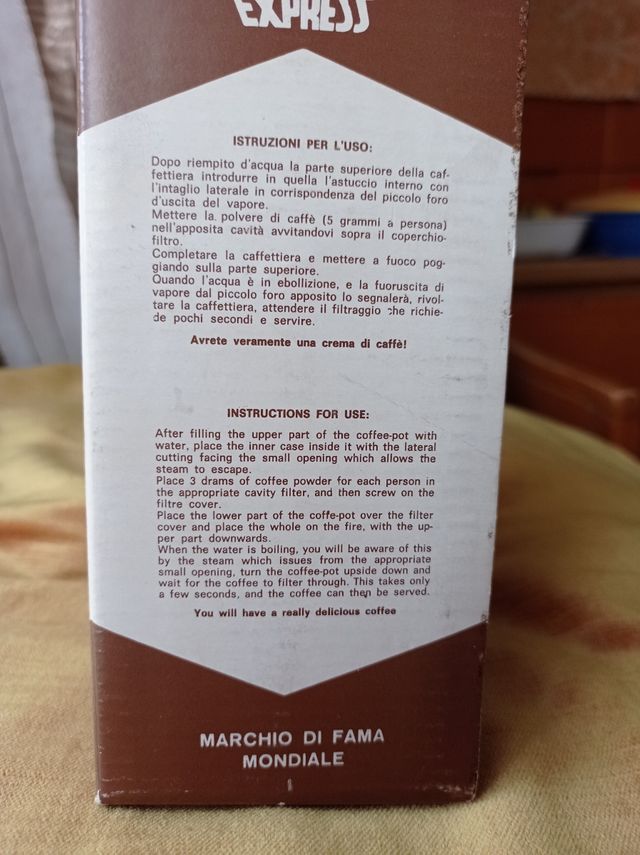 EXPRESS
ISTRUZIONI PER L'USO:
Dopo riempito d'acqua la parte superiore della caf-
fettiera introdurre in quella l'astuccio interno con
l'intaglio laterale in corrispondenza del piccolo foro
d'uscita del vapore.
Mettere la polvere di caffè (5 grammi a persona)
nell'apposita cavità avvitandovi sopra il coperchio-
filtro.
Completare la caffettiera e mettere a fuoco pog-
giando sulla parte superiore.
Quando l'acqua è in ebollizione, e la fuoruscita di
vapore dal piccolo foro apposito lo segnalerà, rivol-
tare la caffettiera, attendere il filtraggio che richie-
de pochi secondi e servire.
Avrete veramente una crema di caffè!
INSTRUCTIONS FOR USE:
After filling the upper part of the coffee-pot with
water, place the inner case inside it with the lateral
cutting facing the small opening which allows the
steam to escape.
Place 3 drams of coffee powder for each person in
the appropriate cavity filter, and then screw on the
filtre cover.
Place the lower part of the coffe-pot over the filter
cover and place the whole on the fire, with the up-
per part downwards.
When the water is boiling, you will be aware of this
by the steam which issues from the appropriate
small opening, turn the coffee-pot upside down and
wait for the coffee to filter through. This takes only
a few seconds, and the coffee can then be served.
You will have a really delicious coffee
MARCHIO DI FAMA
MONDIALE